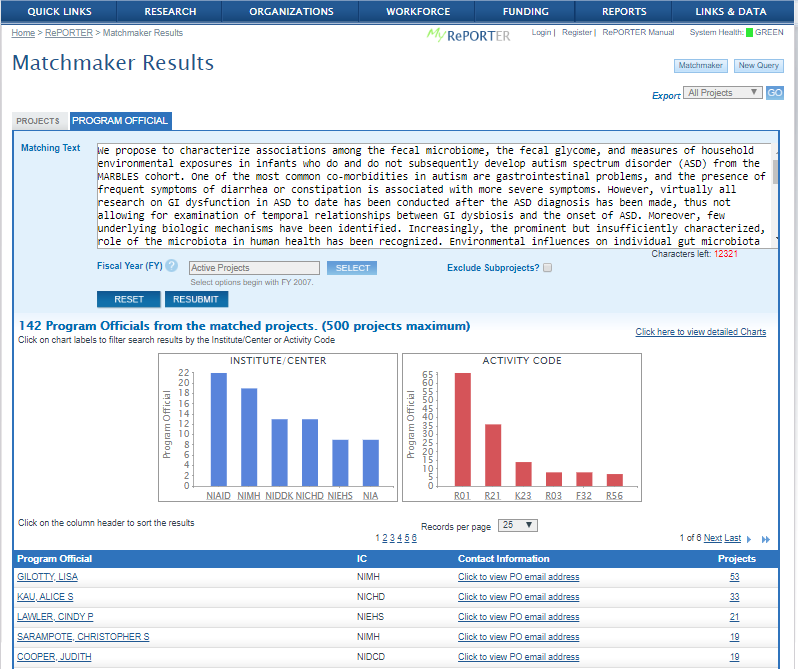 QUICK LINKS RESEARCH ORGANIZATIONS WORKFORCE FUNDING REPORTS LINKS & DATA
Home > RePORTER > Matchmaker Results
My RePORTER
Login | Register | RePORTER Manual System Health: GREEN
Matchmaker Results
Matchmaker New Query
Export All Projects GO
PROJECTS PROGRAM OFFICIAL
Matching Text
We propose to characterize associations among the fecal microbiome, the fecal glycome, and measures of household
environmental exposures in infants who do and do not subsequently develop autism spectrum disorder (ASD) from the
MARBLES cohort. One of the most common co-morbidities in autism are gastrointestinal problems, and the presence of
frequent symptoms of diarrhea or constipation is associated with more severe symptoms. However, virtually all
research on GI dysfunction in ASD to date has been conducted after the ASD diagnosis has been made, thus not
allowing for examination of temporal relationships between GI dysbiosis and the onset of ASD. Moreover, few
underlying biologic mechanisms have been identified. Increasingly, the prominent but insufficiently characterized,
role of the microbiota in human health has been recognized. Environmental influences on individual gut microbiota
Characters left: 12321
Fiscal Year (FY) ? Active Projects SELECT Exclude Subprojects?
Select options begin with FY 2007.
RESET RESUBMIT
142 Program Officials from the matched projects. (500 projects maximum)
Click here to view detailed Charts
Click on chart labels to filter search results by the Institute/Center or Activity Code
INSTITUTE/CENTER
Program Official
22
20
18
16
14
12
10
8
6
4
2
0
NIAID NIMH NIDDK NICHD NIEHS NIA
ACTIVITY CODE
Program Official
65
60
55
50
45
40
35
30
25
20
15
10
5
0
R01 R21 K23 R03 F32 R56
Click on the column header to sort the results
Records per page 25
1 2 3 4 5 6
1 of 6 Next Last
Program Official IC Contact Information Projects
GILOTTY, LISA NIMH Click to view PO email address 53
KAU, ALICE S NICHD Click to view PO email address 33
LAWLER, CINDY P NIEHS Click to view PO email address 21
SARAMPOTE, CHRISTOPHER S NIMH Click to view PO email address 19
COOPER, JUDITH NIDCD Click to view PO email address 19